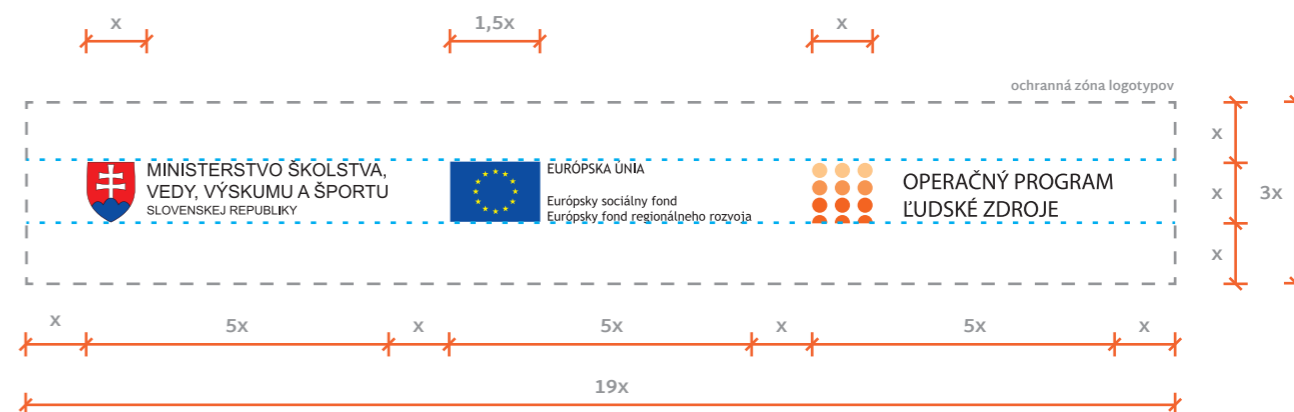 x
1,5x
x
ochranná zóna logotypov
MINISTERSTVO ŠKOLSTVA,
VEDY, VÝSKUMU A ŠPORTU
SLOVENSKEJ REPUBLIKY
EURÓPSKA ÚNIA
Európsky sociálny fond
Európsky fond regionálneho rozvoja
OPERAČNÝ PROGRAM
ĽUDSKÉ ZDROJE
x
x
x
3x
x
5x
x
5x
x
5x
x
19x